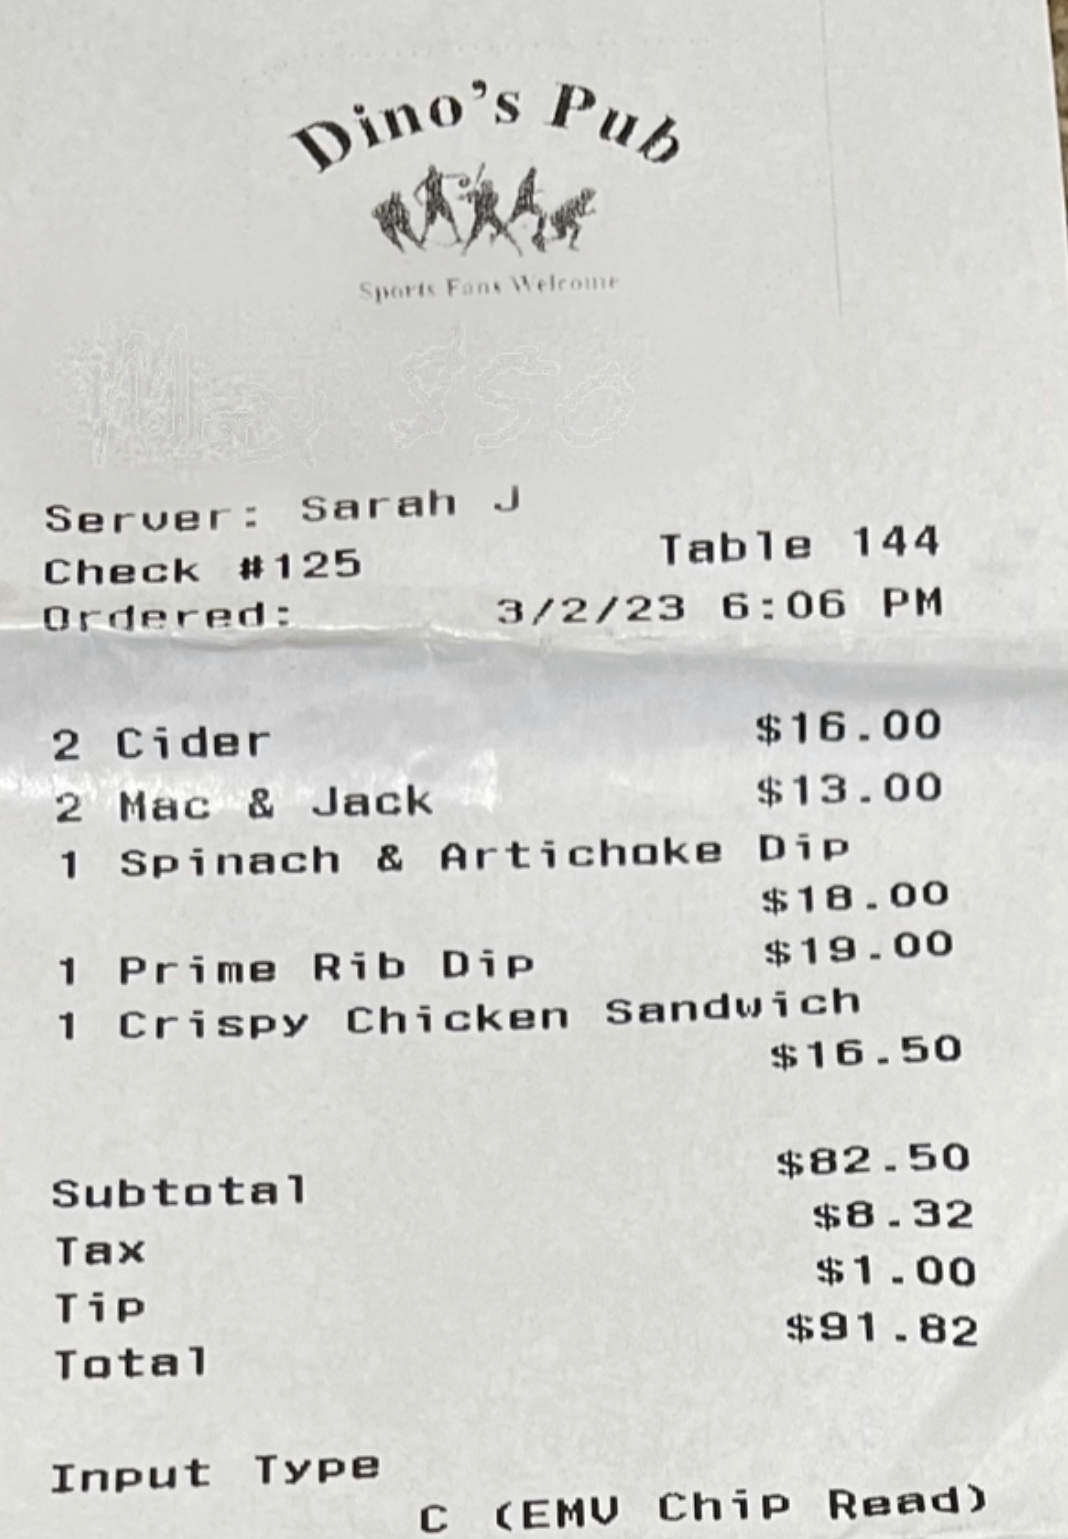 Dino's Pub
Sports Fans Welcome
Server: Sarah J
Check #125 Table 144
Ordered: 3/2/23 6:06 PM
2 Cider $16.00
2 Mac & Jack $13.00
1 Spinach & Artichoke Dip
$18.00
1 Prime Rib Dip $19.00
1 Crispy Chicken Sandwich
$16.50
Subtotal $82.50
Tax $8.32
Tip $1.00
Total $91.82
Input Type
C (EMV Chip Read)